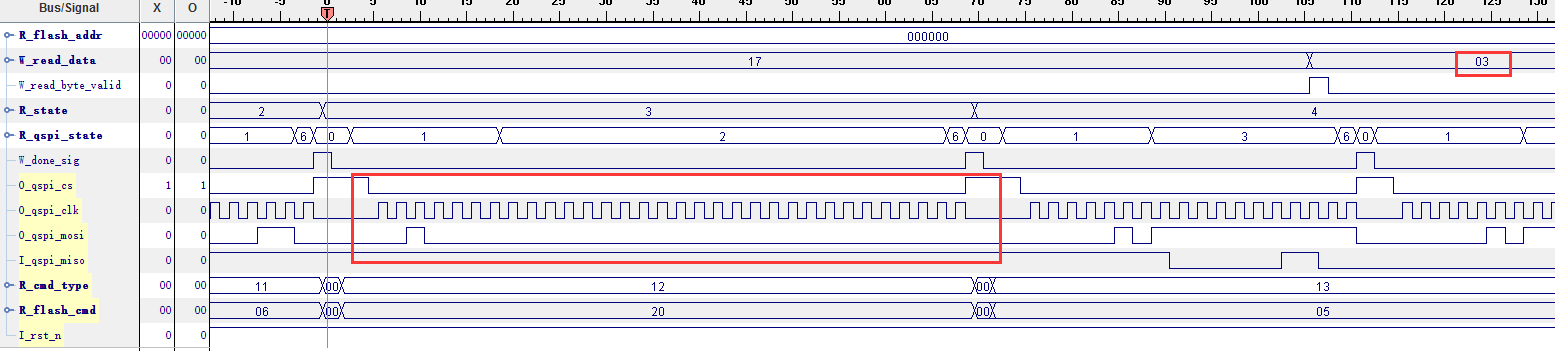 Bus/Signal X O -10 -5 0 5 10 15 20 25 30 35 40 45 50 55 60 65 70 75 80 85 90 95 100 105 110 115 120 125 130
T
R_flash_addr 00000 00000 000000
W_read_data 00 00 17 03
W_read_byte_valid 0 0
R_state 0 0 2 3 4
R_qspi_state 0 0 1 6 0 1 2 6 0 1 3 6 0 1
W_done_sig 0 0
O_qspi_cs 1 1
O_qspi_clk 0 0
O_qspi_mosi 0 0
I_qspi_miso 0 0
R_cmd_type 00 00 11 00 12 00 13
R_flash_cmd 00 00 06 00 20 00 05
I_rst_n 0 0